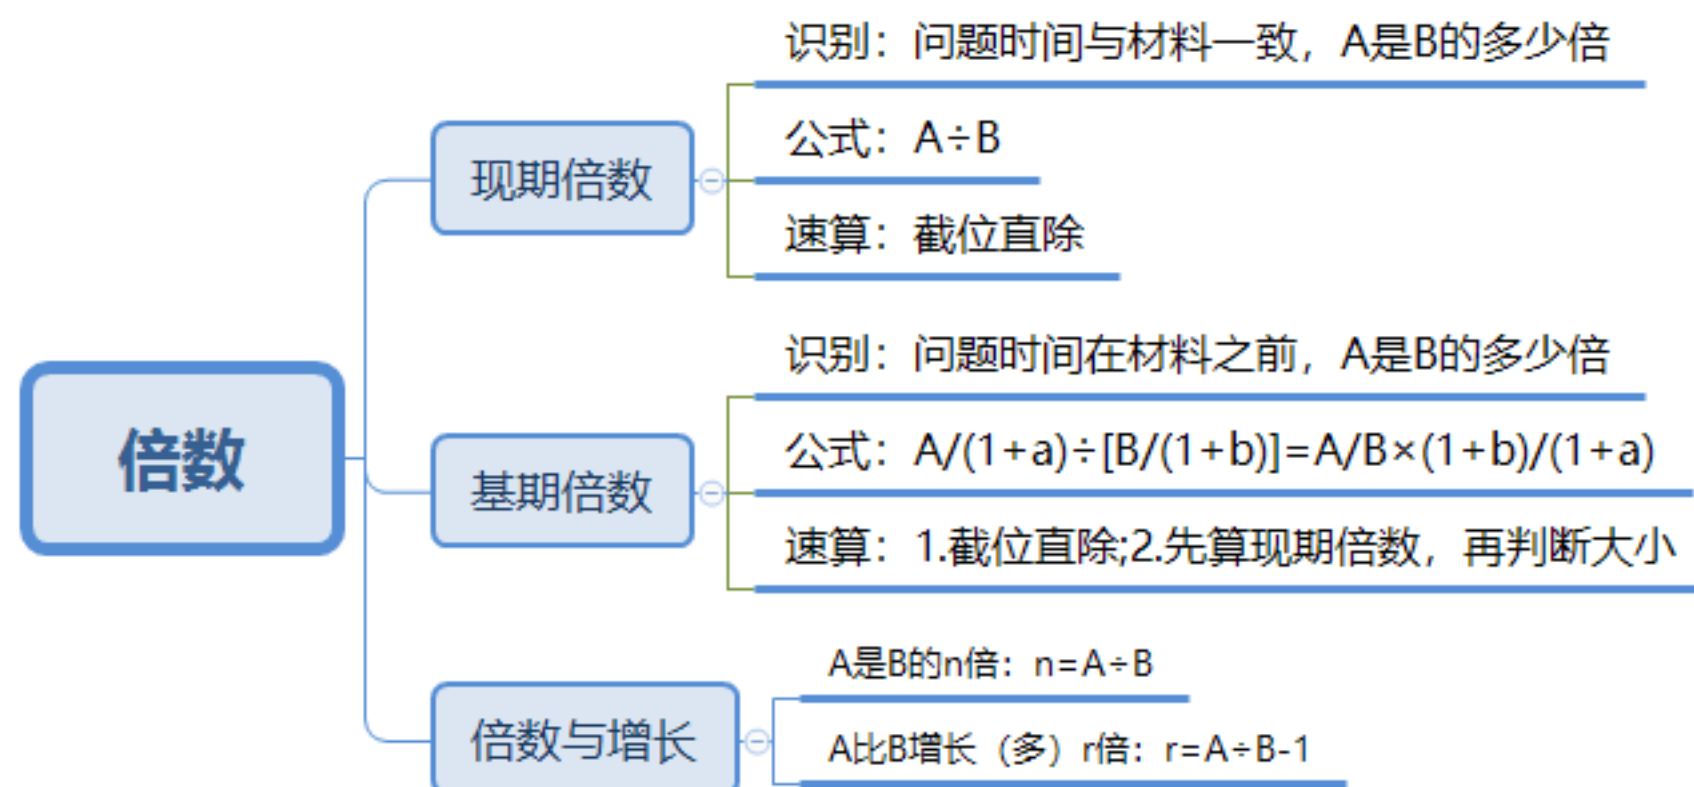 倍数
现期倍数
识别：问题时间与材料一致，A是B的多少倍
公式：A÷B
速算：截位直除
基期倍数
识别：问题时间在材料之前，A是B的多少倍
公式：A/(1+a)÷[B/(1+b)]=A/B×(1+b)/(1+a)
速算：1.截位直除;2.先算现期倍数，再判断大小
倍数与增长
A是B的n倍：n=A÷B
A比B增长（多）r倍：r=A÷B-1